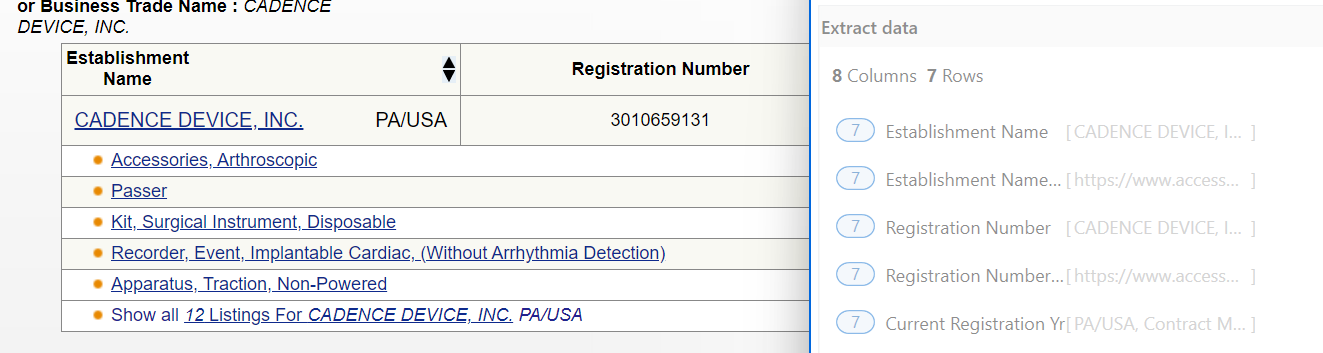 or Business Trade Name : CADENCE
DEVICE, INC.
Establishment
Name
Registration Number
CADENCE DEVICE, INC. PA/USA 3010659131
Accessories, Arthroscopic
Passer
Kit, Surgical Instrument, Disposable
Recorder, Event, Implantable Cardiac, (Without Arrhythmia Detection)
Apparatus, Traction, Non-Powered
Show all 12 Listings For CADENCE DEVICE, INC. PA/USA
Extract data
8 Columns 7 Rows
7 Establishment Name [ CADENCE DEVICE, I... ]
7 Establishment Name... [ https://www.access... ]
7 Registration Number [ CADENCE DEVICE, I... ]
7 Registration Number... [ https://www.access... ]
7 Current Registration Yr [ PA/USA, Contract M... ]